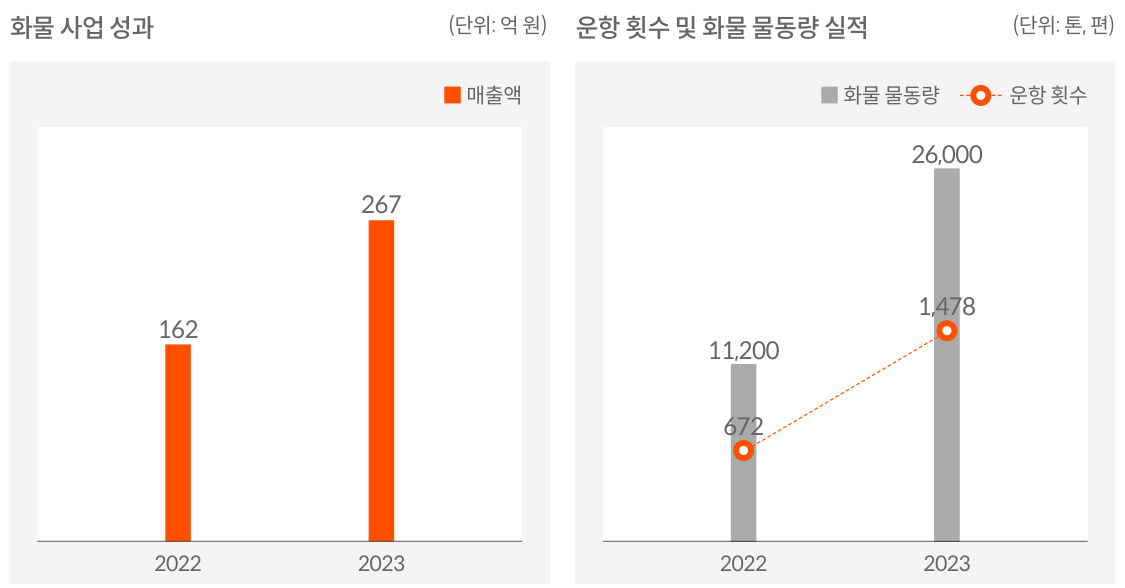 화물 사업 성과 (단위: 억 원)
매출액
267
162
2022 2023
운항 횟수 및 화물 물동량 실적 (단위: 톤, 편)
화물 물동량 운항 횟수
26,000
1,478
11,200
672
2022 2023